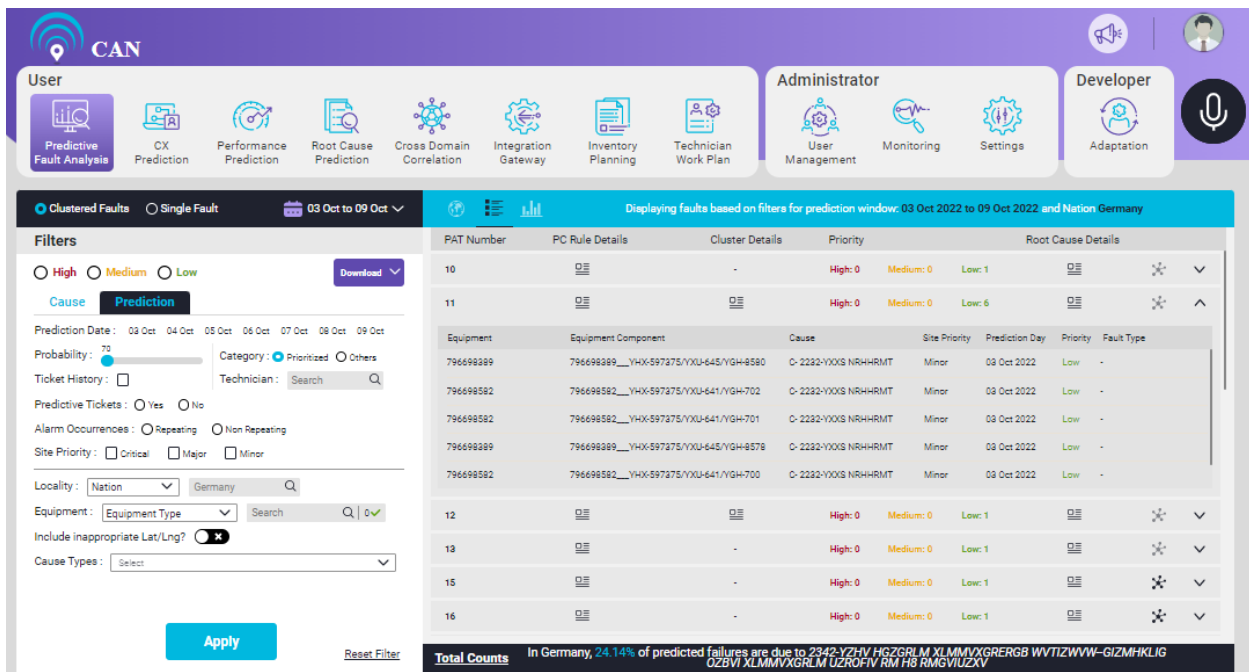 CAN
User
Administrator
Developer
Predictive
Fault Analysis
CX
Prediction
Performance
Prediction
Root Cause
Prediction
Cross Domain
Correlation
Integration
Gateway
Inventory
Planning
Technician
Work Plan
User
Management
Monitoring
Settings
Adaptation
Clustered Faults Single Fault 03 Oct to 09 Oct
Displaying faults based on filters for prediction window: 03 Oct 2022 to 09 Oct 2022 and Nation Germany
Filters
High Medium Low Download
Cause Prediction
Prediction Date : 03 Oct 04 Oct 05 Oct 06 Oct 07 Oct 08 Oct 09 Oct
Probability : 70 Category : Prioritized Others
Ticket History : Technician : Search
Predictive Tickets : Yes No
Alarm Occurrences : Repeating Non Repeating
Site Priority : Critical Major Minor
Locality : Nation Germany
Equipment : Equipment Type Search 0
Include inappropriate Lat/Lng?
Cause Types : Select
Apply
Reset Filter
PAT Number PC Rule Details Cluster Details Priority Root Cause Details
10 - High: 0 Medium: 0 Low: 1
11 High: 0 Medium: 0 Low: 6
Equipment Equipment Component Cause Site Priority Prediction Day Priority Fault Type
796698389 796698389___YHX-597375/YXU-645/YGH-8580 C- 2232-YXXS NRHHRMT Minor 03 Oct 2022 Low -
796698582 796698582___YHX-597375/YXU-641/YGH-702 C- 2232-YXXS NRHHRMT Minor 03 Oct 2022 Low -
796698582 796698582___YHX-597375/YXU-641/YGH-701 C- 2232-YXXS NRHHRMT Minor 03 Oct 2022 Low -
796698389 796698389___YHX-597375/YXU-645/YGH-8578 C- 2232-YXXS NRHHRMT Minor 03 Oct 2022 Low -
796698582 796698582___YHX-597375/YXU-641/YGH-700 C- 2232-YXXS NRHHRMT Minor 03 Oct 2022 Low -
12 High: 0 Medium: 0 Low: 1
13 - High: 0 Medium: 0 Low: 1
15 - High: 0 Medium: 0 Low: 1
16 - High: 0 Medium: 0 Low: 1
Total Counts
In Germany, 24.14% of predicted failures are due to 2342-YZHV HGZGRLM XLMMVXGRERGB WVTIZWVW--GIZMHKLIG
OZBVI XLMMVXGRLM UZROFIV RM H8 RMGVIUZXV